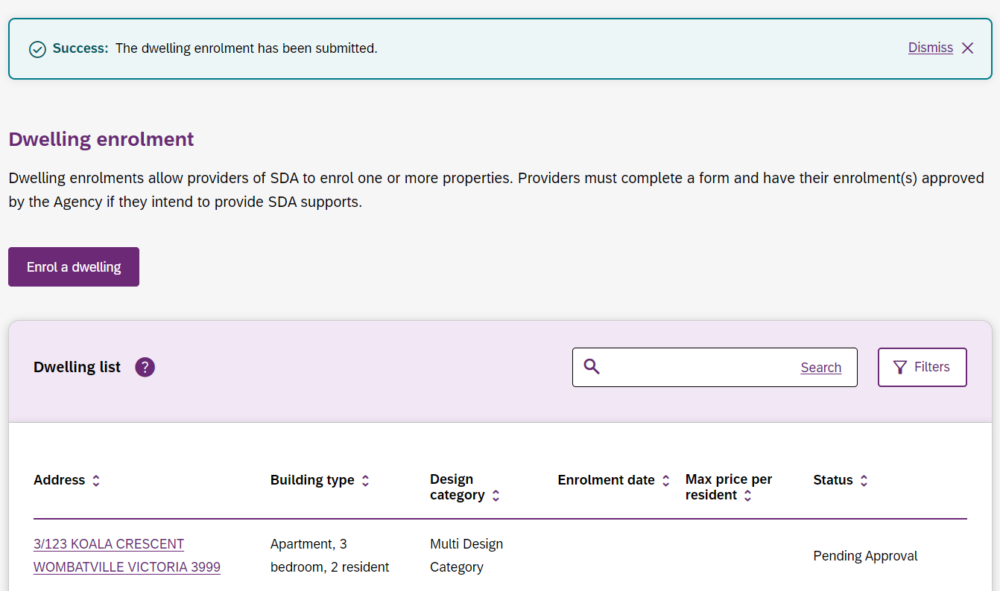 Success: The dwelling enrolment has been submitted.
Dismiss
Dwelling enrolment
Dwelling enrolments allow providers of SDA to enrol one or more properties. Providers must complete a form and have their enrolment(s) approved
by the Agency if they intend to provide SDA supports.
Enrol a dwelling
Dwelling list ?
Search
Filters
Address
Building type
Design
category
Enrolment date
Max price per
resident
Status
3/123 KOALA CRESCENT
WOMBATVILLE VICTORIA 3999
Apartment, 3
bedroom, 2 resident
Multi Design
Category
Pending Approval